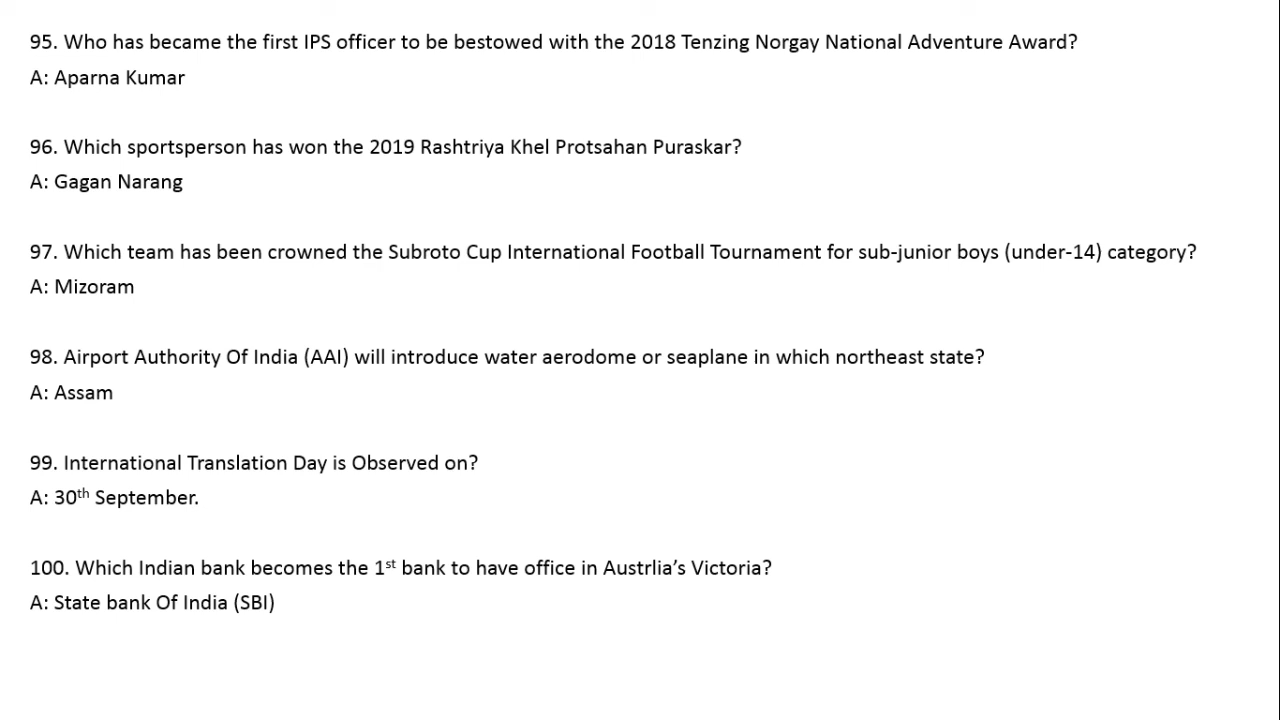 95. Who has became the first IPS officer to be bestowed with the 2018 Tenzing Norgay National Adventure Award?
A: Aparna Kumar
96. Which sportsperson has won the 2019 Rashtriya Khel Protsahan Puraskar?
A: Gagan Narang
97. Which team has been crowned the Subroto Cup International Football Tournament for sub-junior boys (under-14) category?
A: Mizoram
98. Airport Authority Of India (AAI) will introduce water aerodome or seaplane in which northeast state?
A: Assam
99. International Translation Day is Observed on?
A: 30th September.
100. Which Indian bank becomes the 1st bank to have office in Austrlia’s Victoria?
A: State bank Of India (SBI)